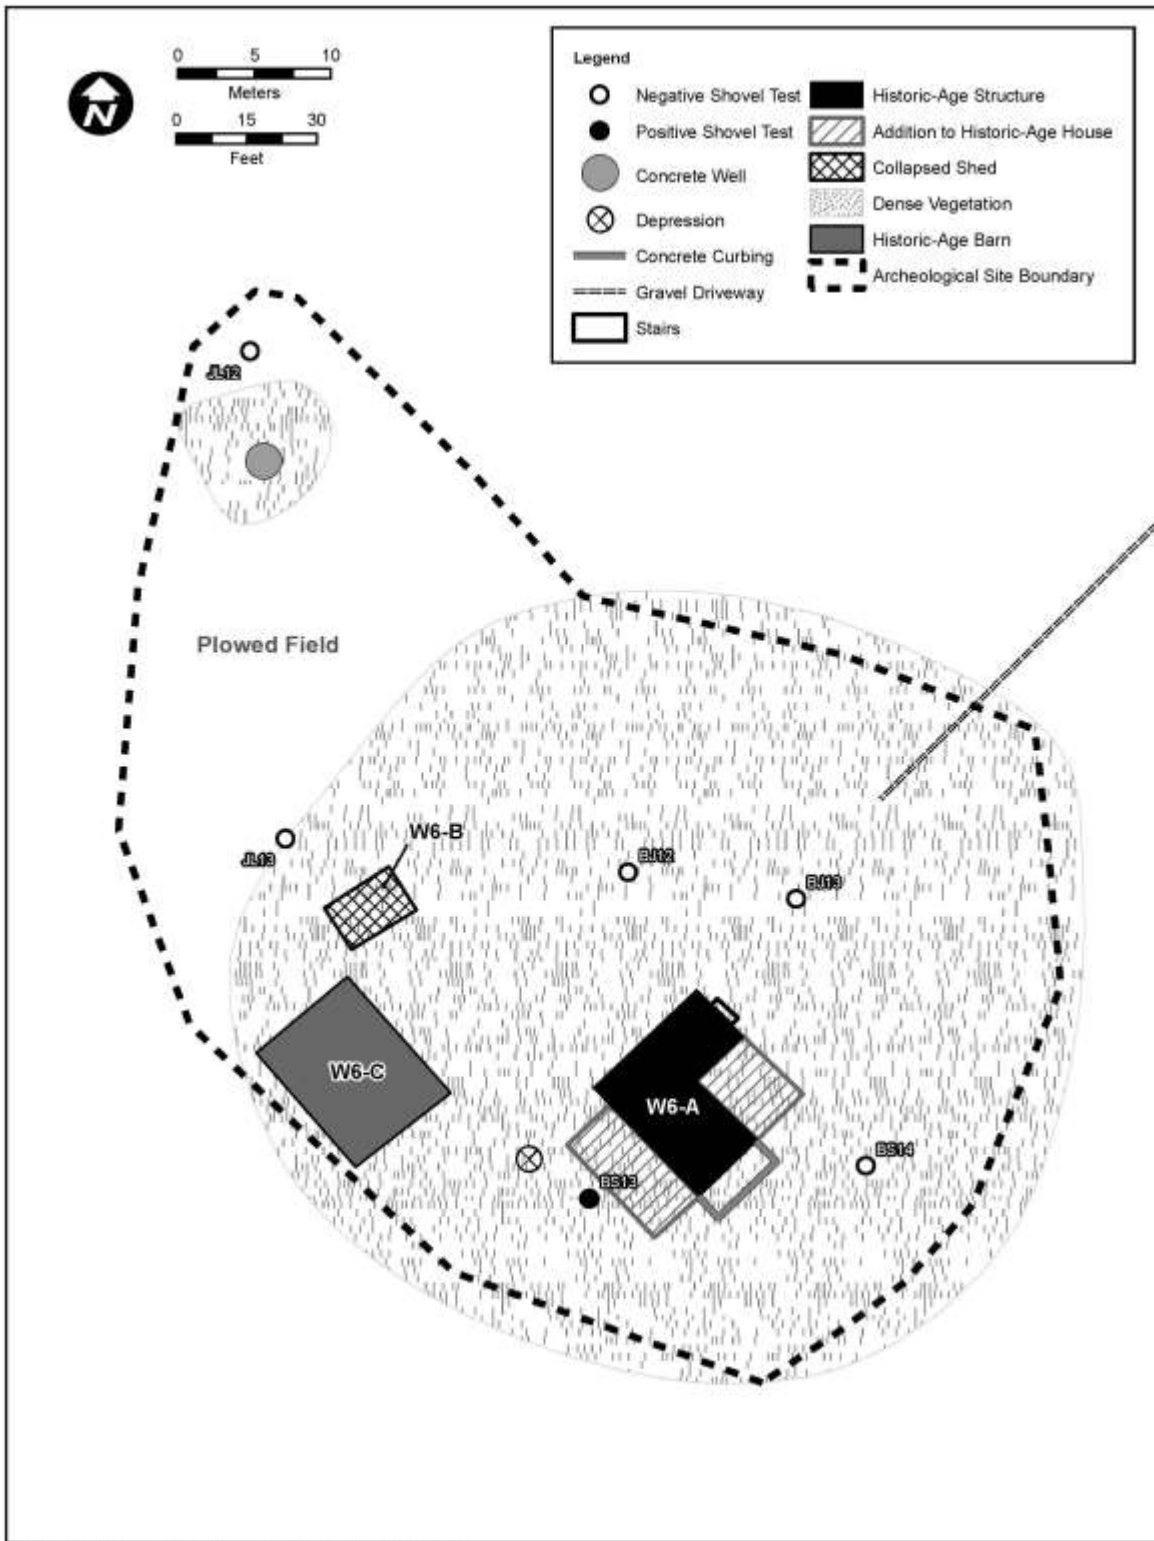 N
0 5 10
Meters
0 15 30
Feet
Legend
Negative Shovel Test
Positive Shovel Test
Concrete Well
Depression
Concrete Curbing
Gravel Driveway
Stairs
Historic-Age Structure
Addition to Historic-Age House
Collapsed Shed
Dense Vegetation
Historic-Age Barn
Archeological Site Boundary
JL12
Plowed Field
W6-B
JL13
BJ12
BJ13
W6-C
W6-A
BS14
BS13